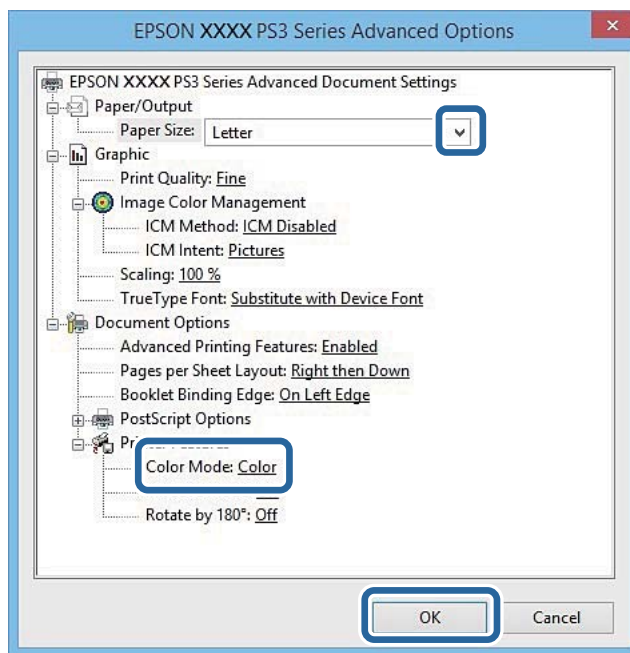 EPSON XXXX PS3 Series Advanced Options
EPSON XXXX PS3 Series Advanced Document Settings
Paper/Output
Paper Size: Letter
Graphic
Print Quality: Fine
Image Color Management
ICM Method: ICM Disabled
ICM Intent: Pictures
Scaling: 100 %
TrueType Font: Substitute with Device Font
Document Options
Advanced Printing Features: Enabled
Pages per Sheet Layout: Right then Down
Booklet Binding Edge: On Left Edge
PostScript Options
Color Mode: Color
Rotate by 180°: Off
OK
Cancel